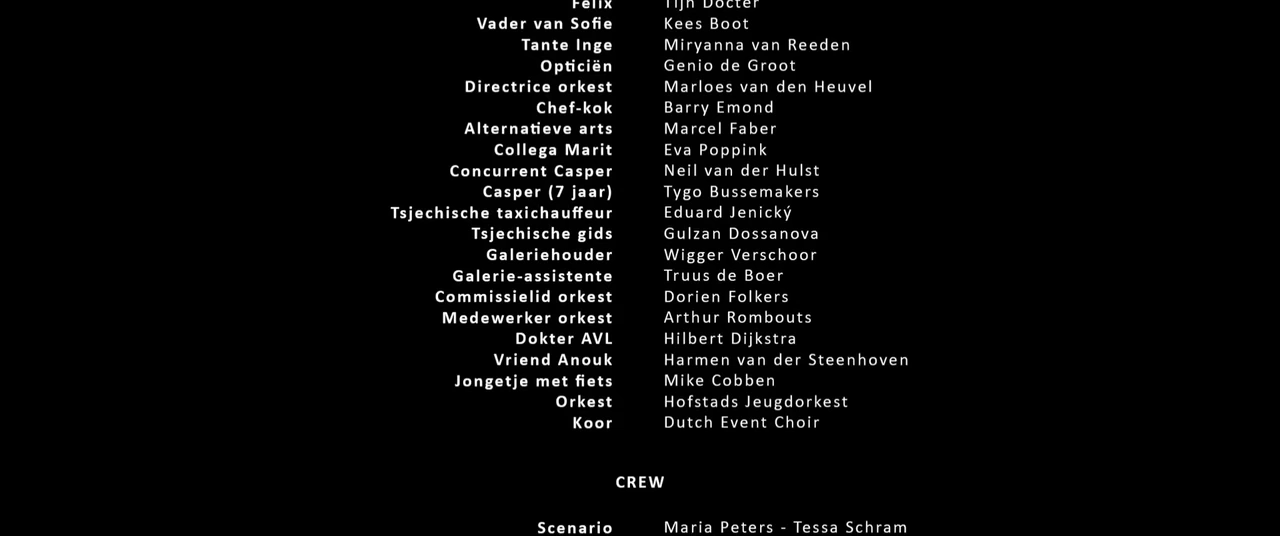 Felix Tijn Docter
Vader van Sofie Kees Boot
Tante Inge Miryanna van Reeden
Opticiën Genio de Groot
Directrice orkest Marloes van den Heuvel
Chef-kok Barry Emond
Alternatieve arts Marcel Faber
Collega Marit Eva Poppink
Concurrent Casper Neil van der Hulst
Casper (7 jaar) Tygo Bussemakers
Tsjechische taxichauffeur Eduard Jenický
Tsjechische gids Gulzan Dossanova
Galeriehouder Wigger Verschoor
Galerie-assistente Truus de Boer
Commissielid orkest Dorien Folkers
Medewerker orkest Arthur Rombouts
Dokter AVL Hilbert Dijkstra
Vriend Anouk Harmen van der Steenhoven
Jongetje met fiets Mike Cobben
Orkest Hofstads Jeugdorkest
Koor Dutch Event Choir
CREW
Scenario Maria Peters - Tessa Schram